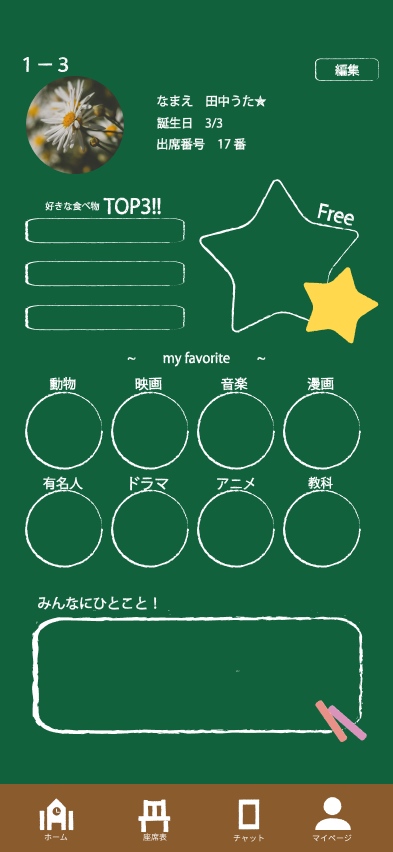 1－3
編集
なまえ　田中うた★
誕生日　3/3
出席番号　17番
好きな食べ物 TOP3!!
Free
~　my favorite　~
動物　映画　音楽　漫画
有名人　ドラマ　アニメ　教科
みんなにひとこと！
ホーム　座席表　チャット　マイページ